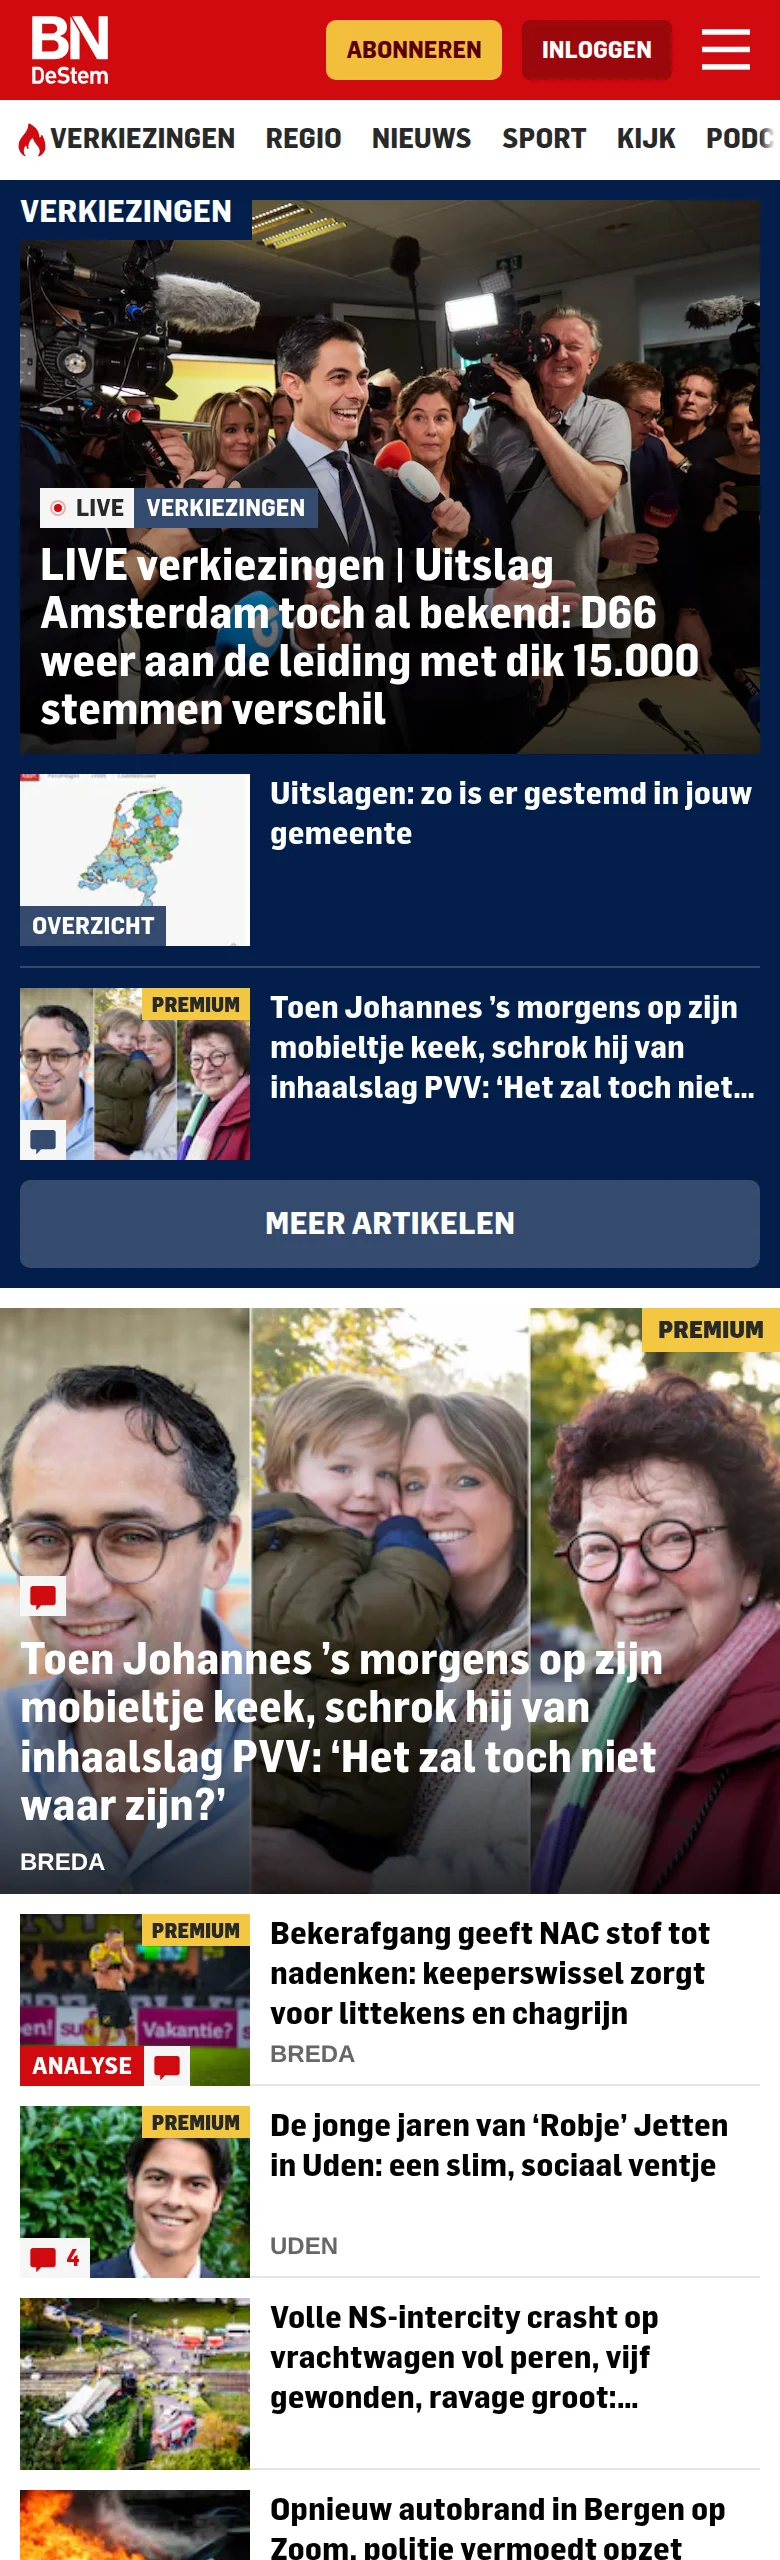 BN
DeStem
ABONNEREN
INLOGGEN
VERKIEZINGEN
REGIO
NIEUWS
SPORT
KIJK
PODC
VERKIEZINGEN
LIVE
VERKIEZINGEN
LIVE verkiezingen | Uitslag
Amsterdam toch al bekend: D66
weer aan de leiding met dik 15.000
stemmen verschil
OVERZICHT
Uitslagen: zo is er gestemd in jouw
gemeente
PREMIUM
Toen Johannes ’s morgens op zijn
mobieltje keek, schrok hij van
inhaalslag PVV: ‘Het zal toch niet...
MEER ARTIKELEN
PREMIUM
Toen Johannes ’s morgens op zijn
mobieltje keek, schrok hij van
inhaalslag PVV: ‘Het zal toch niet
waar zijn?’
BREDA
PREMIUM
en!
SUN
Vakantie?
ANALYSE
Bekerafgang geeft NAC stof tot
nadenken: keeperswissel zorgt
voor littekens en chagrijn
BREDA
PREMIUM
4
De jonge jaren van ‘Robje’ Jetten
in Uden: een slim, sociaal ventje
UDEN
Volle NS-intercity crasht op
vrachtwagen vol peren, vijf
gewonden, ravage groot:...
Opnieuw autobrand in Bergen op
Zoom, politie vermoedt opzet